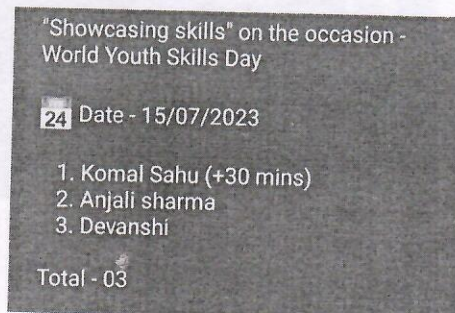 "Showcasing skills" on the occasion -
World Youth Skills Day
24 Date - 15/07/2023
1. Komal Sahu (+30 mins)
2. Anjali sharma
3. Devanshi
Total - 03